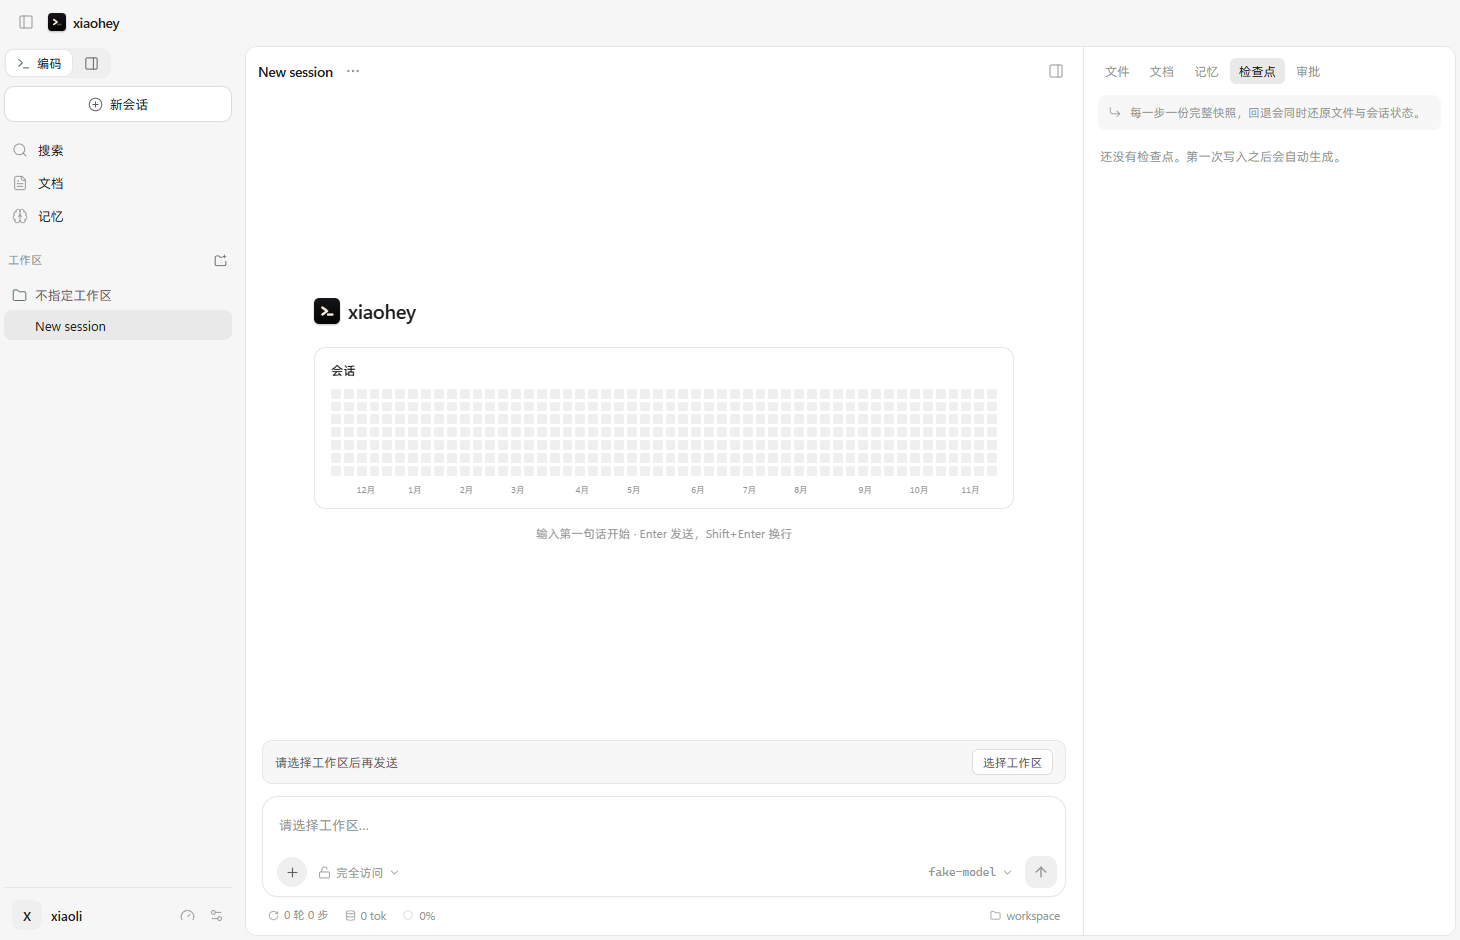 xiaohey
编码
新会话
搜索
文档
记忆
工作区
不指定工作区
New session
X xiaoli
New session ···
xiaohey
会话
12月 1月 2月 3月 4月 5月 6月 7月 8月 9月 10月 11月
输入第一句话开始 · Enter 发送，Shift+Enter 换行
请选择工作区后再发送 选择工作区
请选择工作区...
完全访问 fake-model
0 轮 0 步 0 tok 0% workspace
文件 文档 记忆 检查点 审批
每一步一份完整快照，回退会同时还原文件与会话状态。
还没有检查点。第一次写入之后会自动生成。